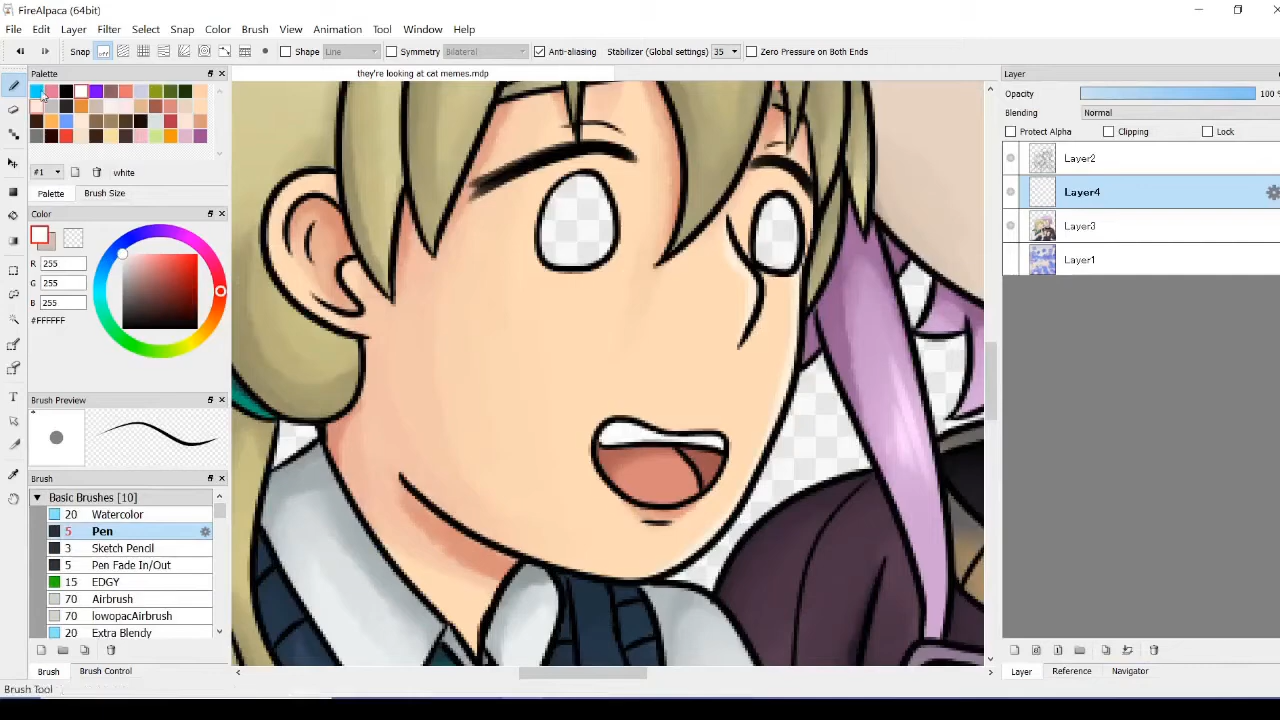 FireAlpaca (64bit)
File Edit Layer Filter Select Snap Color Brush View Animation Tool Help
Snap off Shape Line Symmetry Bilateral Anti-aliasing Stabilizer (Global settings) 35 Zero Pressure on Both Ends
Palette
they're looking at cat memes.mdp
Layer
Opacity 100 %
Blending Normal
Protect Alpha Clipping Lock
Layer2
Layer4
Layer3
Layer1
#1 white
Palette Brush Size
Color
R 255
G 255
B 255
#FFFFFF
Brush Preview
Brush
Basic Brushes [10]
20 Watercolor
5 Pen
3 Sketch Pencil
5 Pen Fade In/Out
15 EDGY
70 Airbrush
70 lowopacAirbrush
20 Extra Blendy
Brush Brush Control
Layer Reference Navigator
Brush Tool